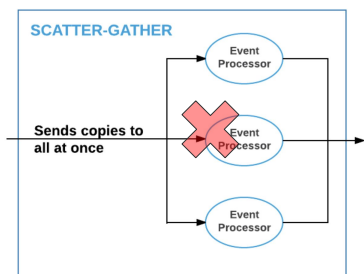 SCATTER-GATHER
Event
Processor
Sends copies to
all at once
Event
Processor
Event
Processor